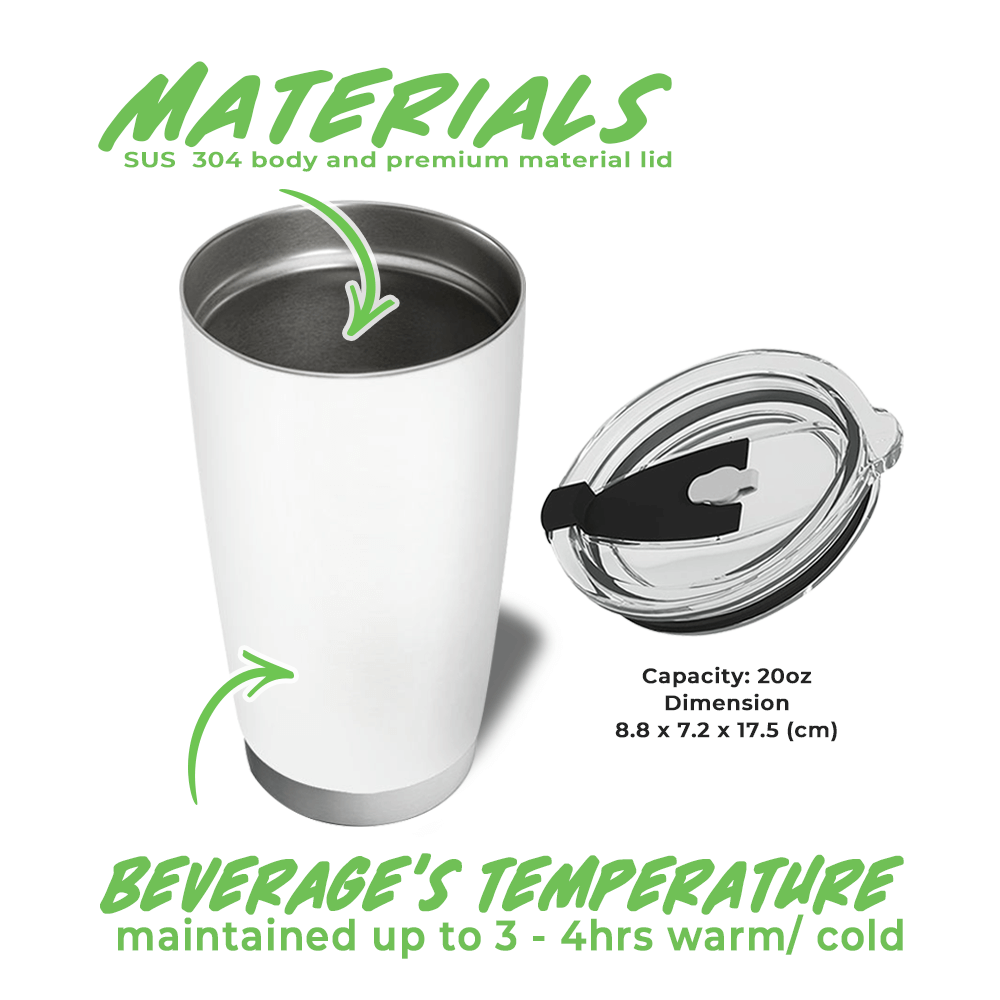 MATERIALS
SUS 304 body and premium material lid
Capacity: 20oz
Dimension
8.8 x 7.2 x 17.5 (cm)
BEVERAGE'S TEMPERATURE
maintained up to 3 - 4hrs warm/ cold